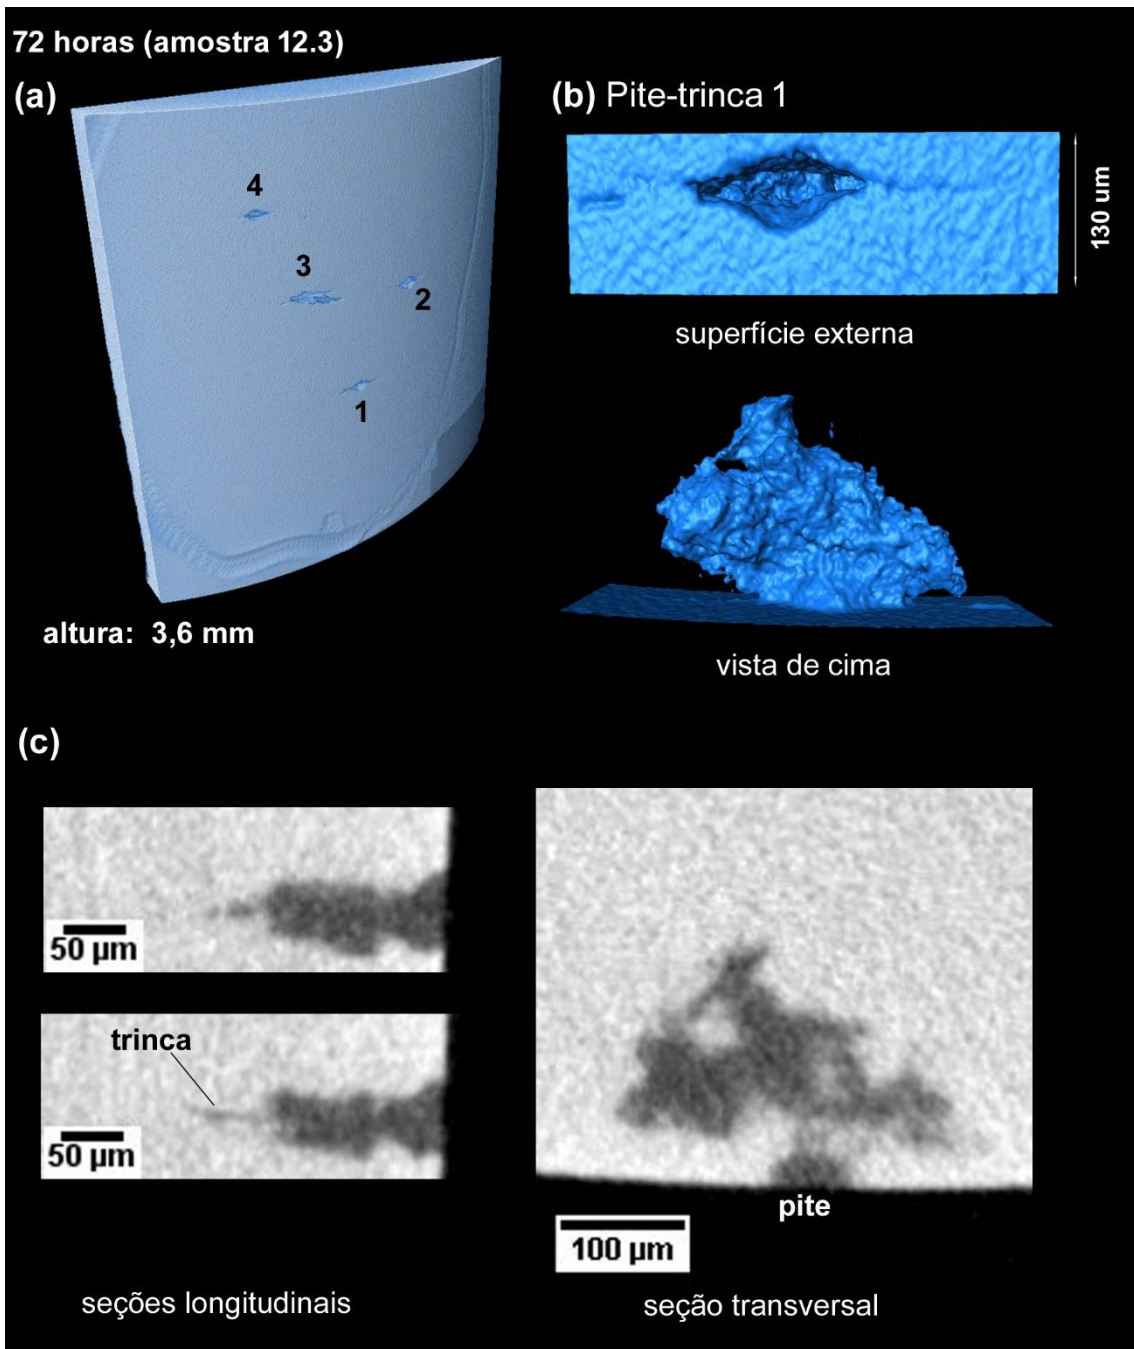 72 horas (amostra 12.3)
(a)
4
3
2
1
altura: 3,6 mm
(b) Pite-trinca 1
130 um
superfície externa
vista de cima
(c)
50 µm
trinca
50 µm
seções longitudinais
pite
100 µm
seção transversal